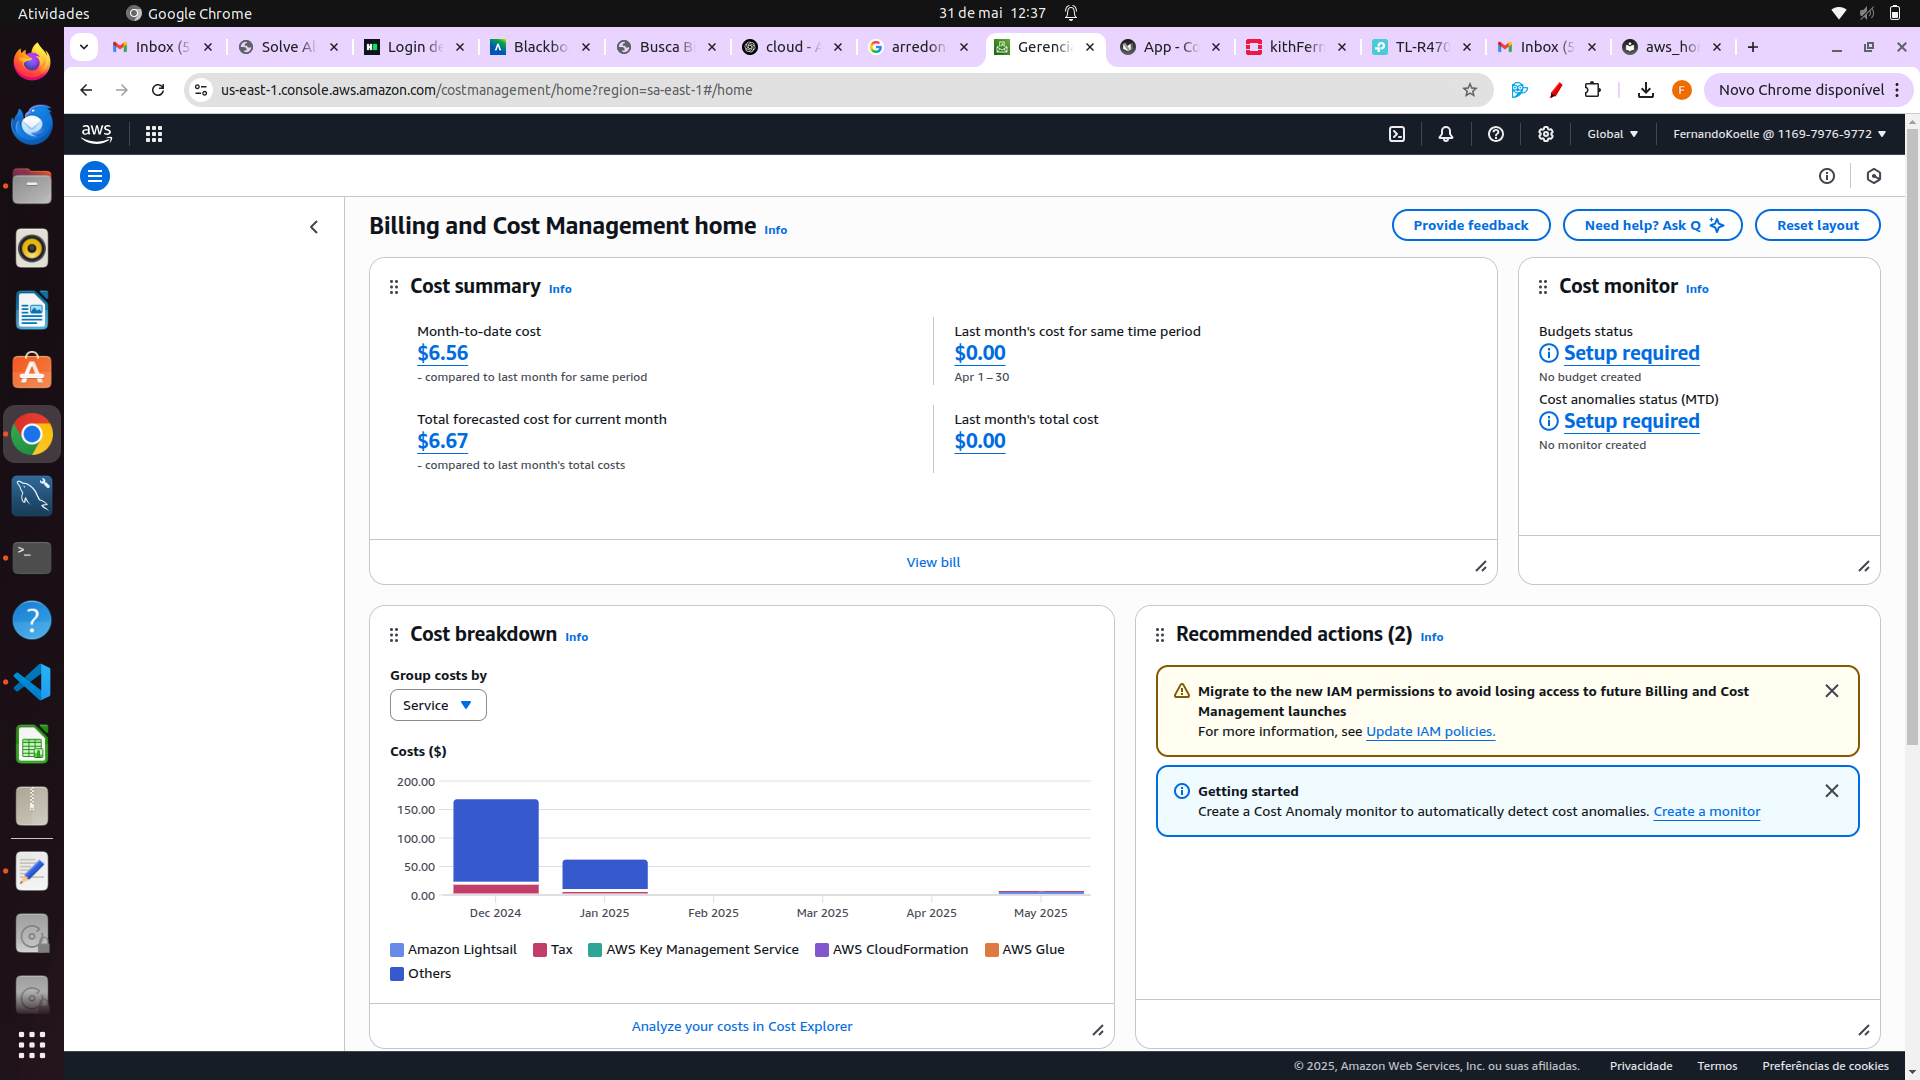 Atividades
Google Chrome
31 de mai 12:37
Inbox (5
Solve Al
Login de
Blackbo
Busca B
cloud - A
arredon
Gerenci
App - Co
kithFern
TL-R470
Inbox (5
aws_ho
us-east-1.console.aws.amazon.com/costmanagement/home?region=sa-east-1#/home
F
Novo Chrome disponível
aws
Global
FernandoKoelle @ 1169-7976-9772
Billing and Cost Management home Info
Provide feedback
Need help? Ask Q
Reset layout
Cost summary Info
Month-to-date cost
$6.56
- compared to last month for same period
Last month's cost for same time period
$0.00
Apr 1 – 30
Total forecasted cost for current month
$6.67
- compared to last month's total costs
Last month's total cost
$0.00
View bill
Cost monitor Info
Budgets status
Setup required
No budget created
Cost anomalies status (MTD)
Setup required
No monitor created
Cost breakdown Info
Group costs by
Service
Costs ($)
200.00
150.00
100.00
50.00
0.00
Dec 2024 Jan 2025 Feb 2025 Mar 2025 Apr 2025 May 2025
Amazon Lightsail Tax AWS Key Management Service AWS CloudFormation AWS Glue
Others
Analyze your costs in Cost Explorer
Recommended actions (2) Info
Migrate to the new IAM permissions to avoid losing access to future Billing and Cost
Management launches
For more information, see Update IAM policies.
Getting started
Create a Cost Anomaly monitor to automatically detect cost anomalies. Create a monitor
© 2025, Amazon Web Services, Inc. ou suas afiliadas.
Privacidade
Termos
Preferências de cookies